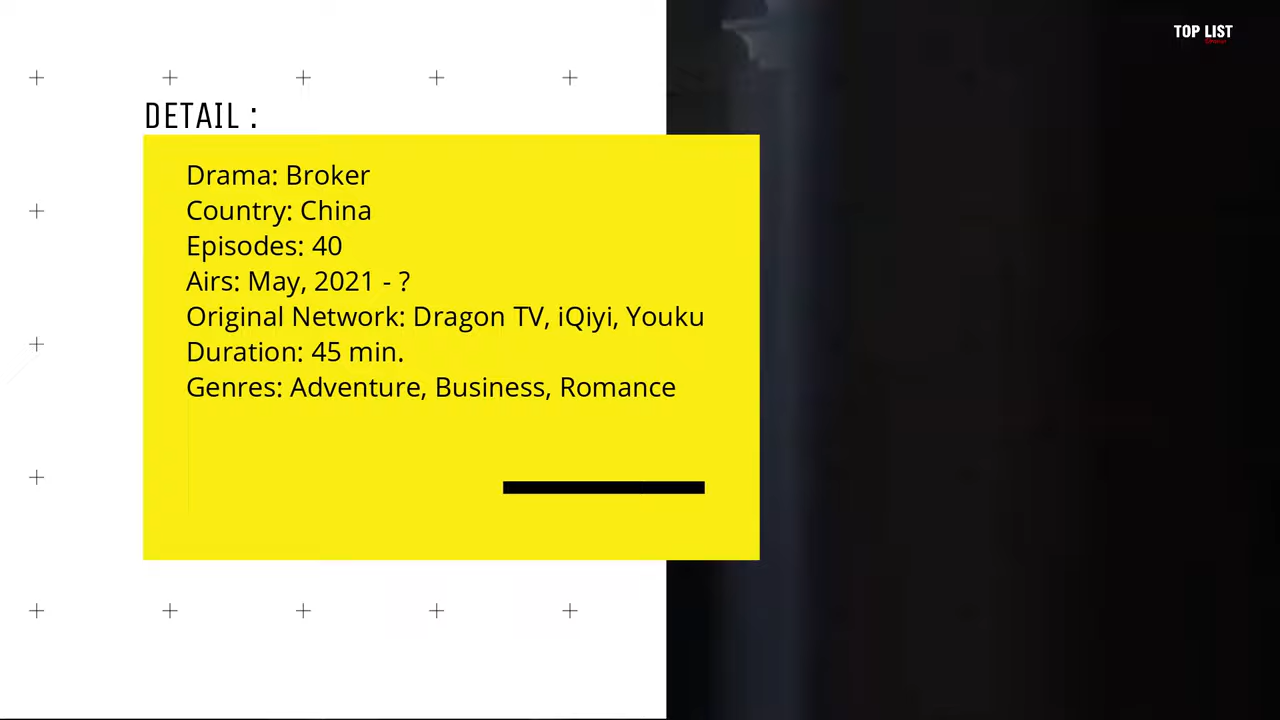 TOP LIST
DETAIL :
Drama: Broker
Country: China
Episodes: 40
Airs: May, 2021 - ?
Original Network: Dragon TV, iQiyi, Youku
Duration: 45 min.
Genres: Adventure, Business, Romance